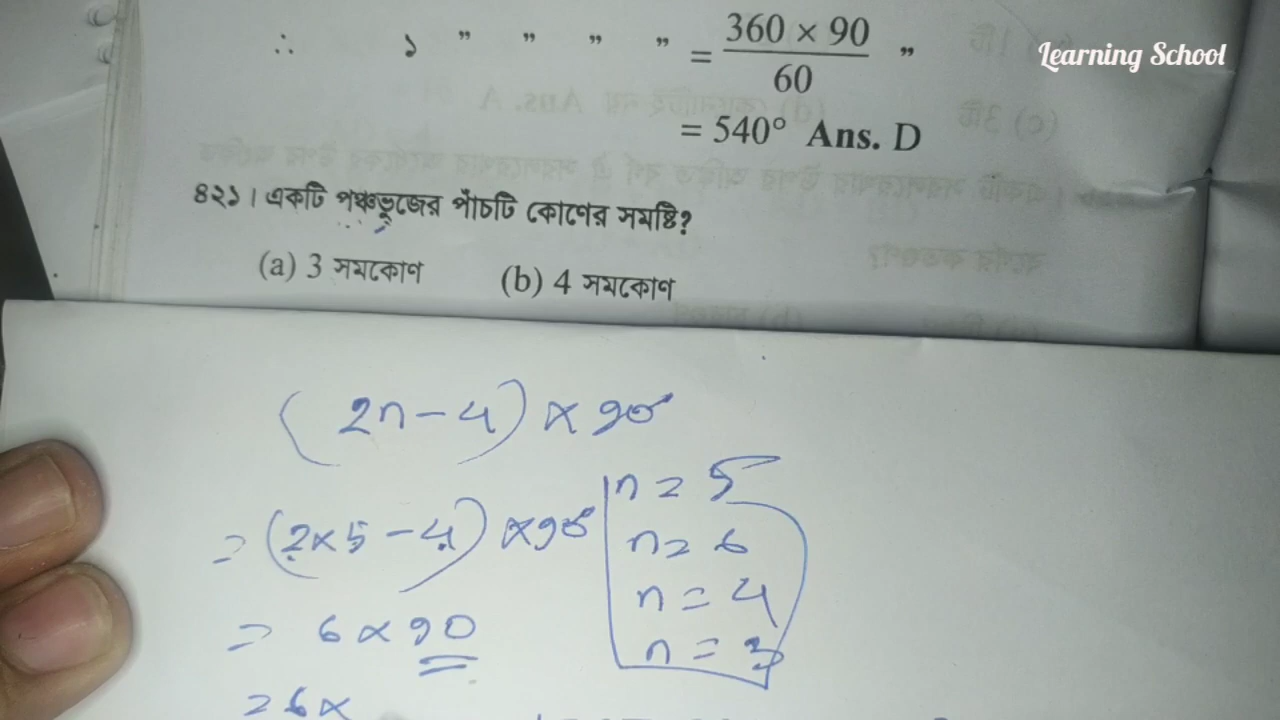 ∴ ১ " " " " = 360 × 90 / 60 "
Learning School
= 540° Ans. D
৪২১। একটি পঞ্চভুজের পাঁচটি কোণের সমষ্টি?
(a) 3 সমকোণ (b) 4 সমকোণ
(2n - 4) × 90°
= (2×5 - 4) × 90°
= 6 × 90
= 6 ×
n = 5
n = 6
n = 4
n = 3